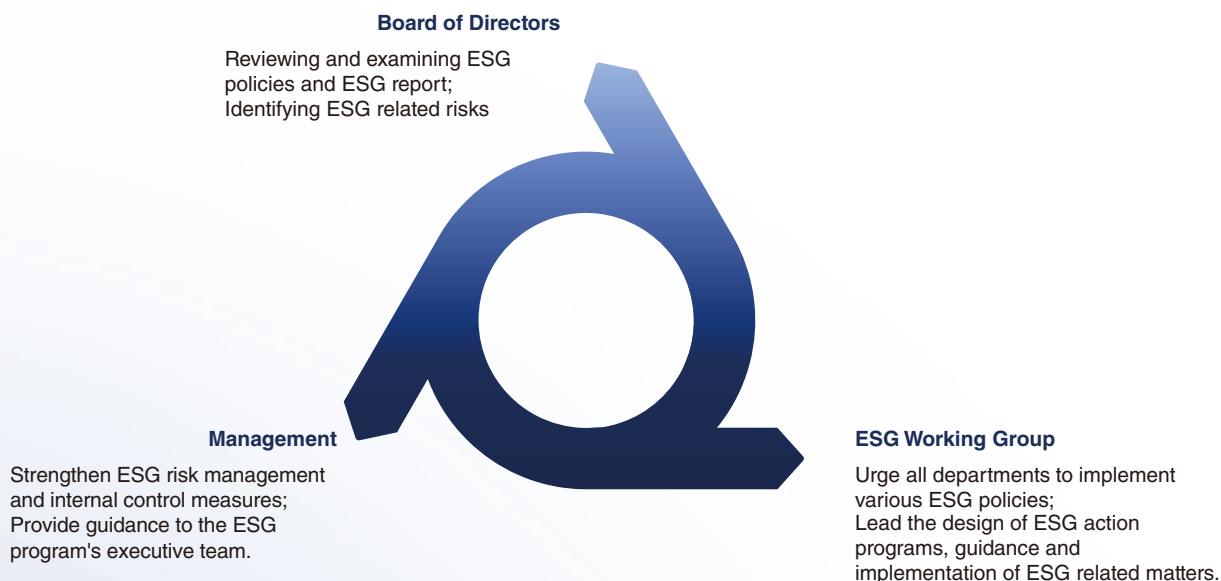 Board of Directors
Reviewing and examining ESG
policies and ESG report;
Identifying ESG related risks
Management
Strengthen ESG risk management
and internal control measures;
Provide guidance to the ESG
program's executive team.
ESG Working Group
Urge all departments to implement
various ESG policies;
Lead the design of ESG action
programs, guidance and
implementation of ESG related matters.